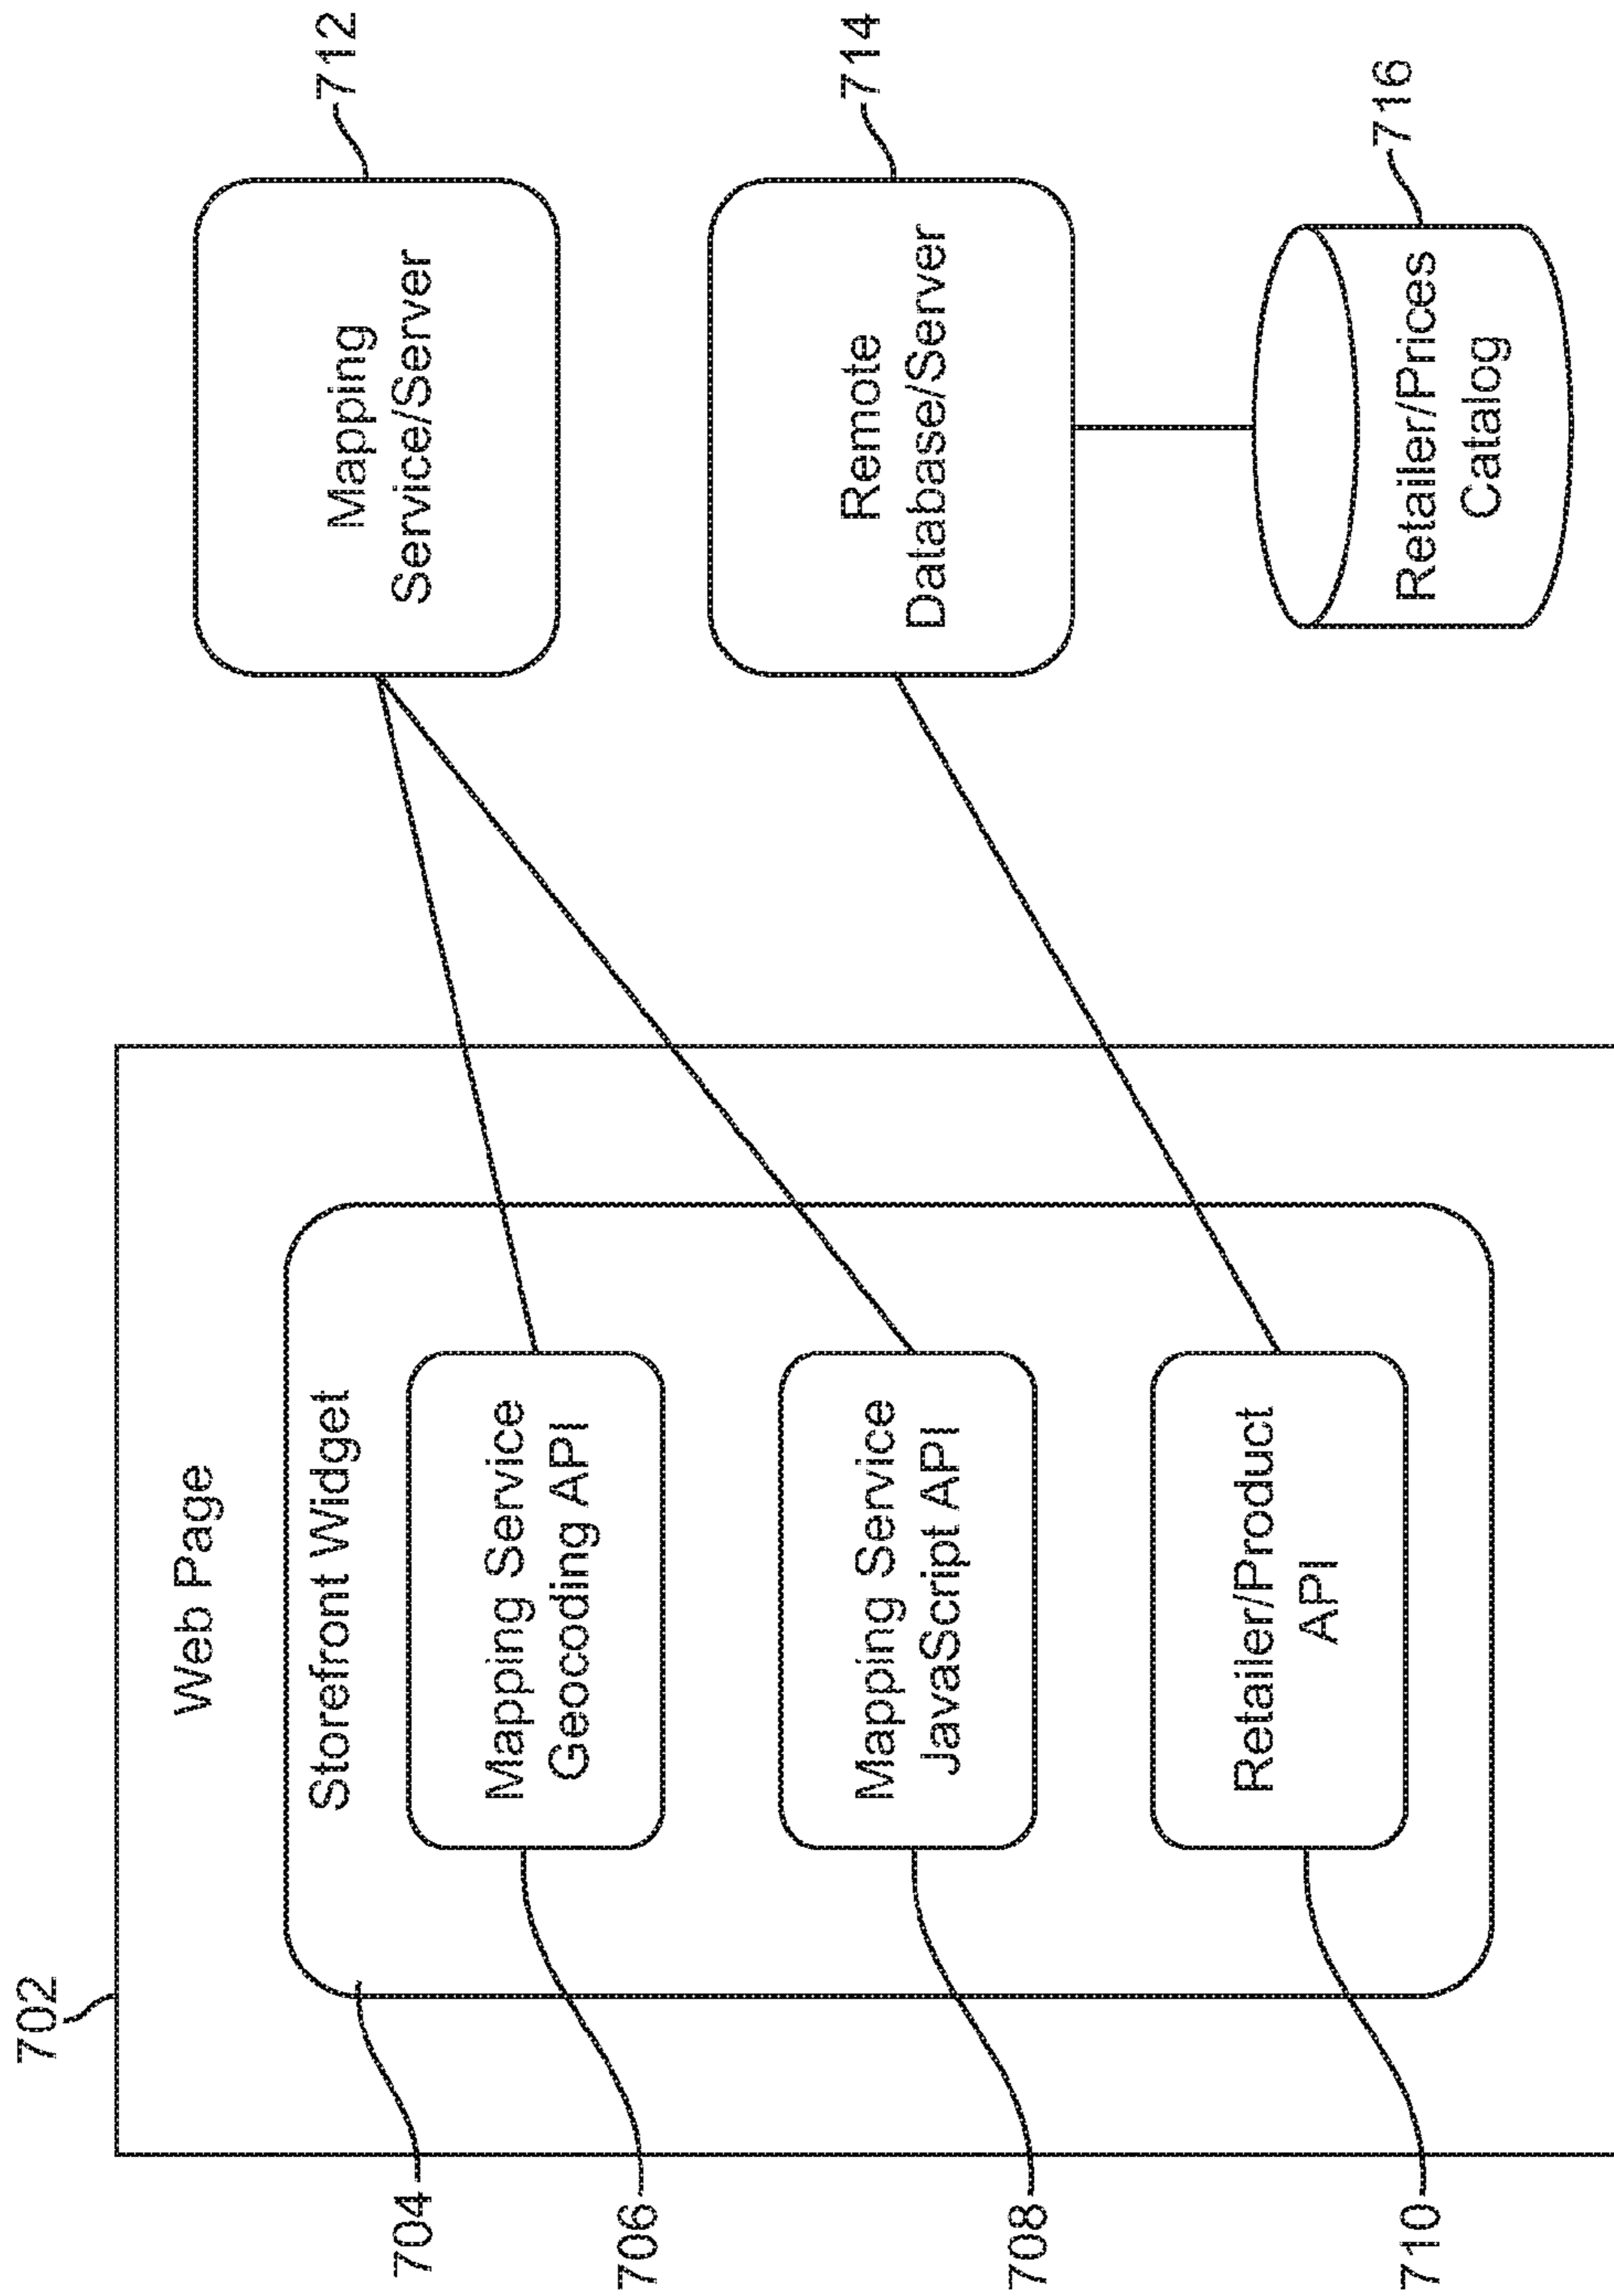 702
Web Page
704
Storefront Widget
706
Mapping Service
Geocoding API
708
Mapping Service
JavaScript API
710
Retailer/Product
API
Mapping
Service/Server
712
Remote
Database/Server
714
Retailer/Prices
Catalog
716